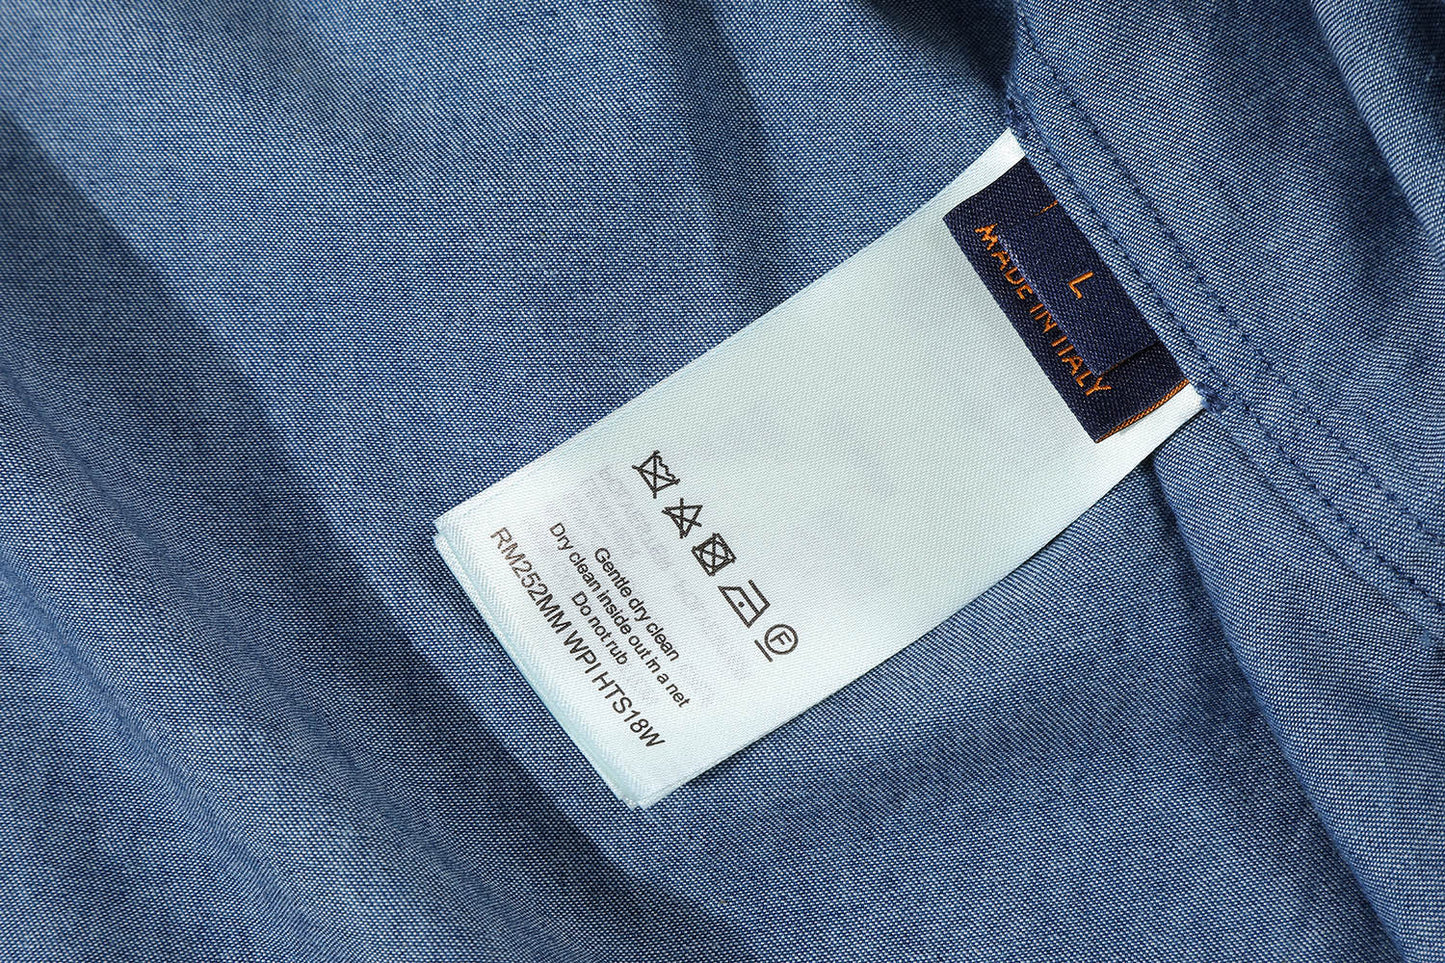 L
MADE IN ITALY
F
Gentle dry clean
Dry clean inside out in a net
Do not rub
RM252MM WPI HTS18W